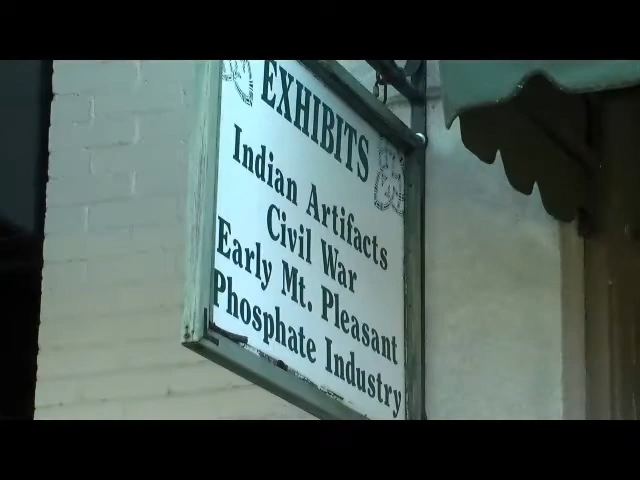 EXHIBITS
Indian Artifacts
Civil War
Early Mt. Pleasant
Phosphate Industry